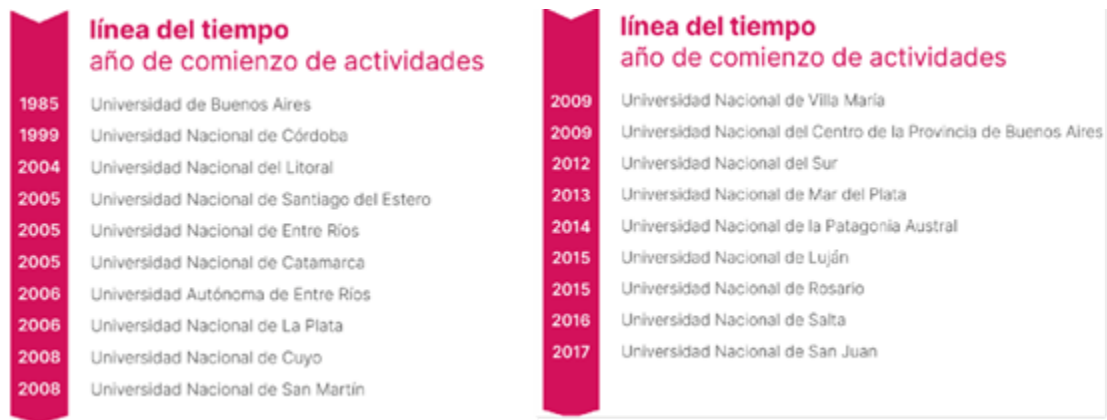 línea del tiempo
año de comienzo de actividades
1985 Universidad de Buenos Aires
1999 Universidad Nacional de Córdoba
2004 Universidad Nacional del Litoral
2005 Universidad Nacional de Santiago del Estero
2005 Universidad Nacional de Entre Ríos
2005 Universidad Nacional de Catamarca
2006 Universidad Autónoma de Entre Ríos
2006 Universidad Nacional de La Plata
2008 Universidad Nacional de Cuyo
2008 Universidad Nacional de San Martín
línea del tiempo
año de comienzo de actividades
2009 Universidad Nacional de Villa María
2009 Universidad Nacional del Centro de la Provincia de Buenos Aires
2012 Universidad Nacional del Sur
2013 Universidad Nacional de Mar del Plata
2014 Universidad Nacional de la Patagonia Austral
2015 Universidad Nacional de Luján
2015 Universidad Nacional de Rosario
2016 Universidad Nacional de Salta
2017 Universidad Nacional de San Juan